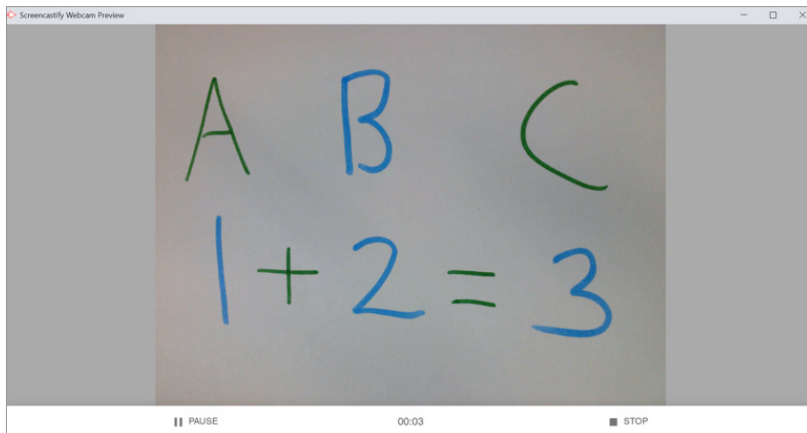 Screencastify Webcam Preview
A B C
1 + 2 = 3
PAUSE 00:03 STOP